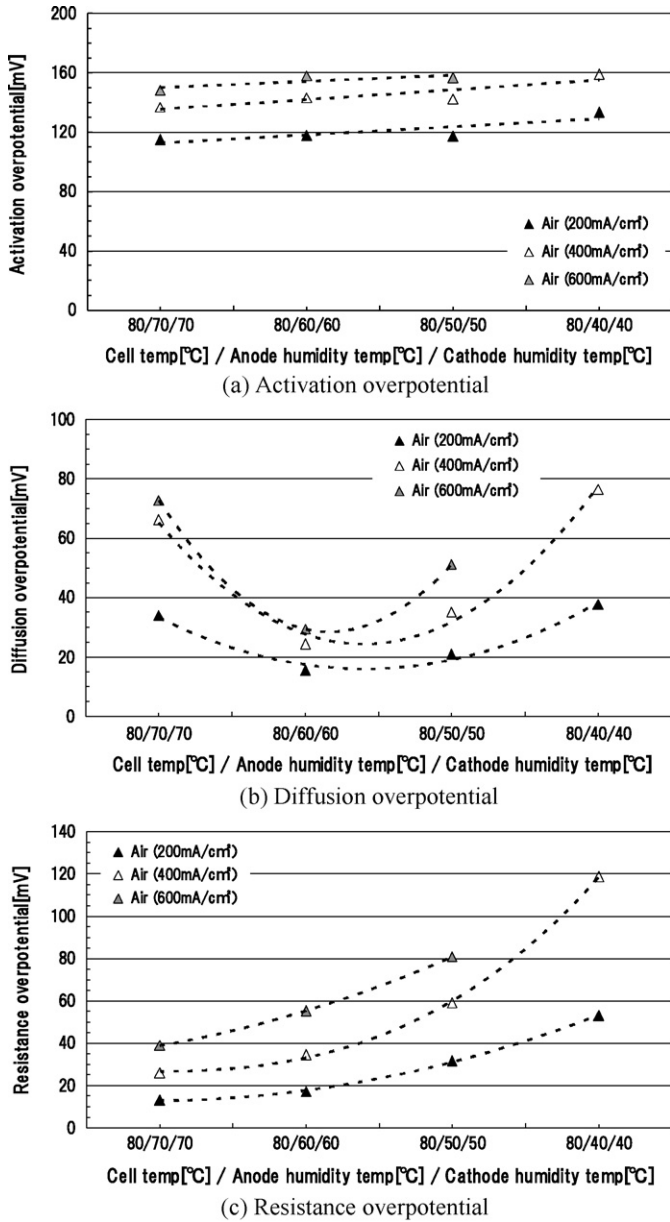 200
160
120
80
40
0
Activation overpotential[mV]
▲ Air (200mA/c㎡)
△ Air (400mA/c㎡)
▲ Air (600mA/c㎡)
80/70/70 80/60/60 80/50/50 80/40/40
Cell temp[℃] / Anode humidity temp[℃] / Cathode humidity temp[℃]
(a) Activation overpotential
100
80
60
40
20
0
Diffusion overpotential[mV]
▲ Air (200mA/c㎡)
△ Air (400mA/c㎡)
▲ Air (600mA/c㎡)
80/70/70 80/60/60 80/50/50 80/40/40
Cell temp[℃] / Anode humidity temp[℃] / Cathode humidity temp[℃]
(b) Diffusion overpotential
140
120
100
80
60
40
20
0
Resistance overpotential[mV]
▲ Air (200mA/c㎡)
△ Air (400mA/c㎡)
▲ Air (600mA/c㎡)
80/70/70 80/60/60 80/50/50 80/40/40
Cell temp[℃] / Anode humidity temp[℃] / Cathode humidity temp[℃]
(c) Resistance overpotential